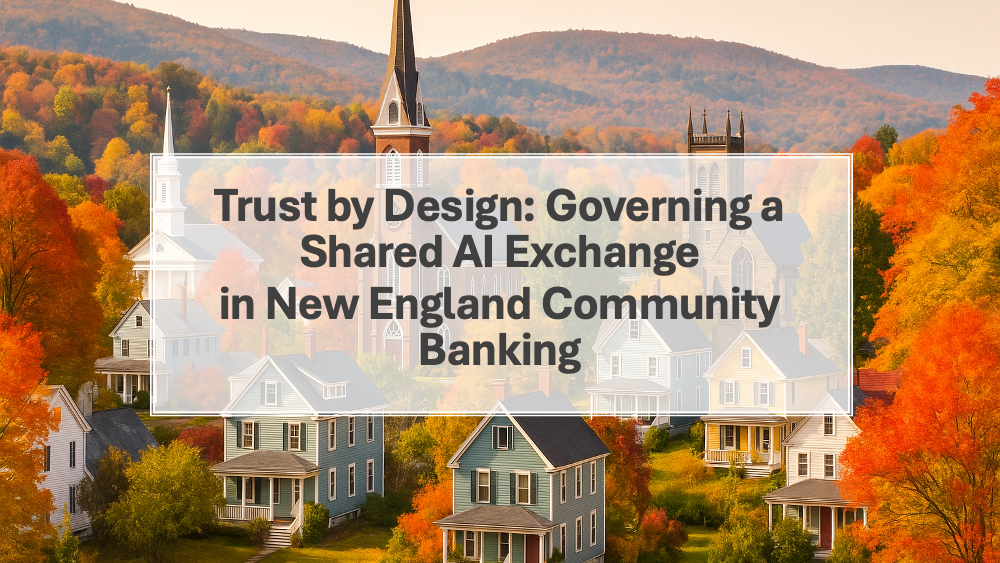 Trust by Design: Governing a
Shared AI Exchange
in New England Community
Banking